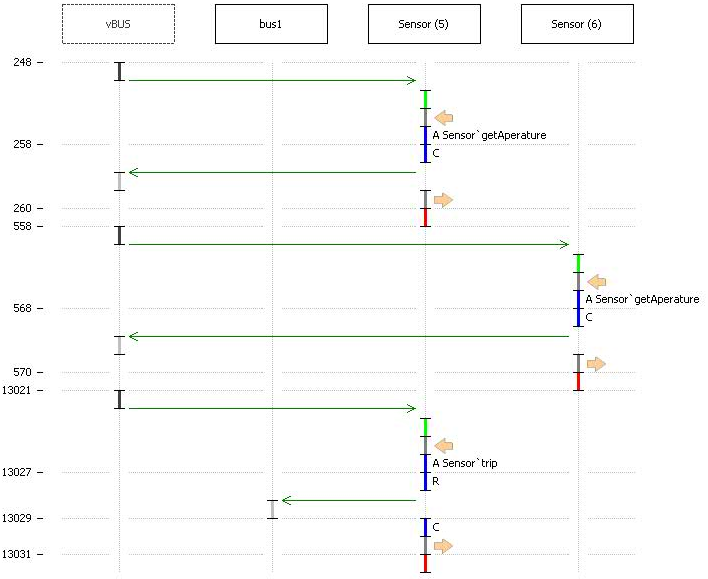 vBUS bus1 Sensor (5) Sensor (6)
248
A Sensor`getAperature
258
C
260
558
A Sensor`getAperature
568
C
570
13021
A Sensor`trip
13027
R
13029
C
13031